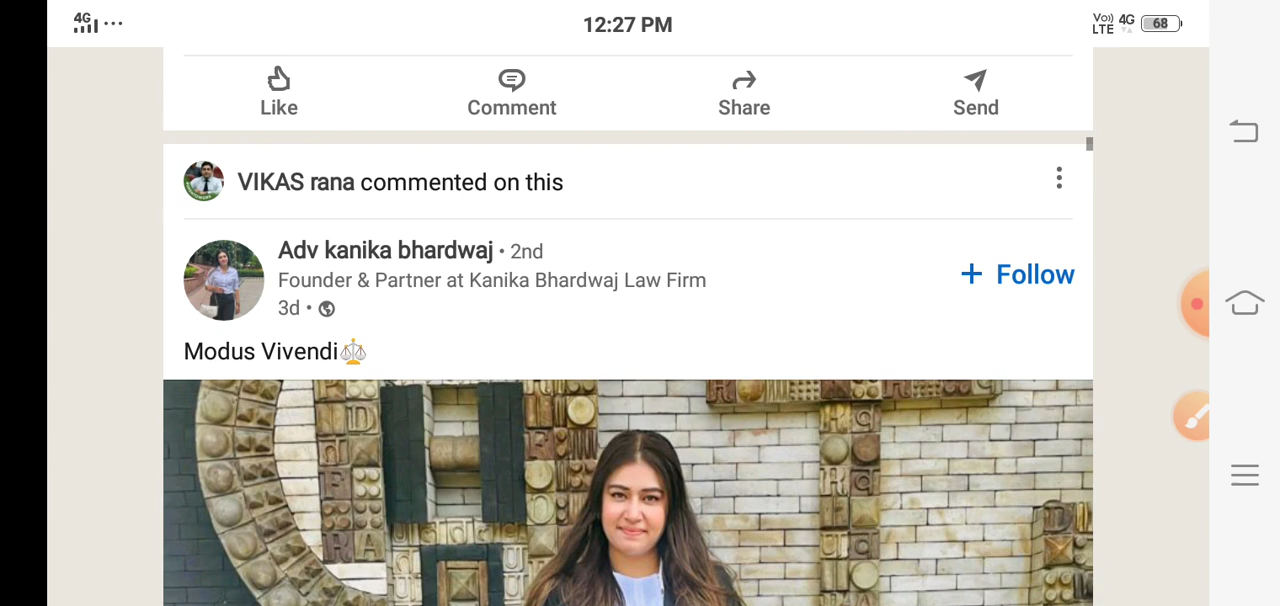 4G 12:27 PM Vo)) LTE 4G 68
Like Comment Share Send
VIKAS rana commented on this
Adv kanika bhardwaj • 2nd
Founder & Partner at Kanika Bhardwaj Law Firm
+ Follow
3d •
Modus Vivendi